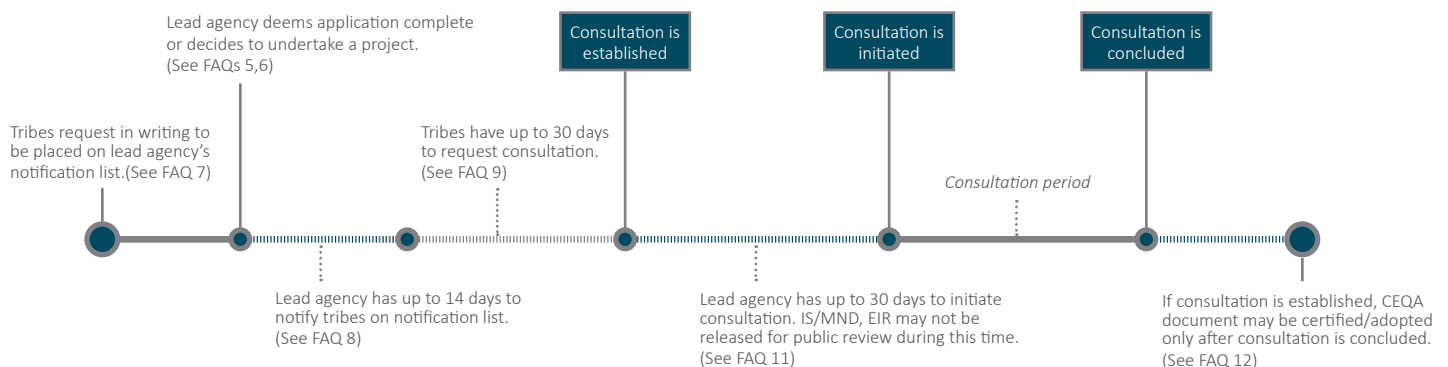 Lead agency deems application complete
or decides to undertake a project.
(See FAQs 5,6)
Consultation is
established
Consultation is
initiated
Consultation is
concluded
Tribes request in writing to
be placed on lead agency's
notification list.(See FAQ 7)
Tribes have up to 30 days
to request consultation.
(See FAQ 9)
Consultation period
Lead agency has up to 14 days to
notify tribes on notification list.
(See FAQ 8)
Lead agency has up to 30 days to initiate
consultation. IS/MND, EIR may not be
released for public review during this time.
(See FAQ 11)
If consultation is established, CEQA
document may be certified/adopted
only after consultation is concluded.
(See FAQ 12)